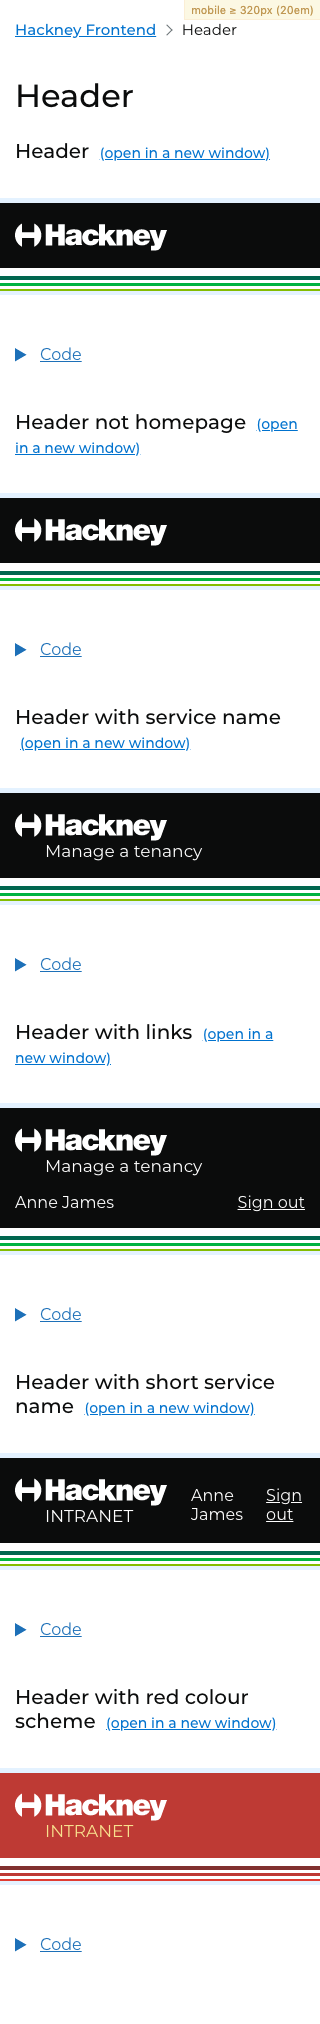 mobile ≥ 320px (20em)
Hackney Frontend > Header
Header
Header (open in a new window)
Hackney
Code
Header not homepage (open
in a new window)
Hackney
Code
Header with service name
(open in a new window)
Hackney
Manage a tenancy
Code
Header with links (open in a
new window)
Hackney
Manage a tenancy
Anne James Sign out
Code
Header with short service
name (open in a new window)
Hackney
INTRANET
Anne
James
Sign
out
Code
Header with red colour
scheme (open in a new window)
Hackney
INTRANET
Code